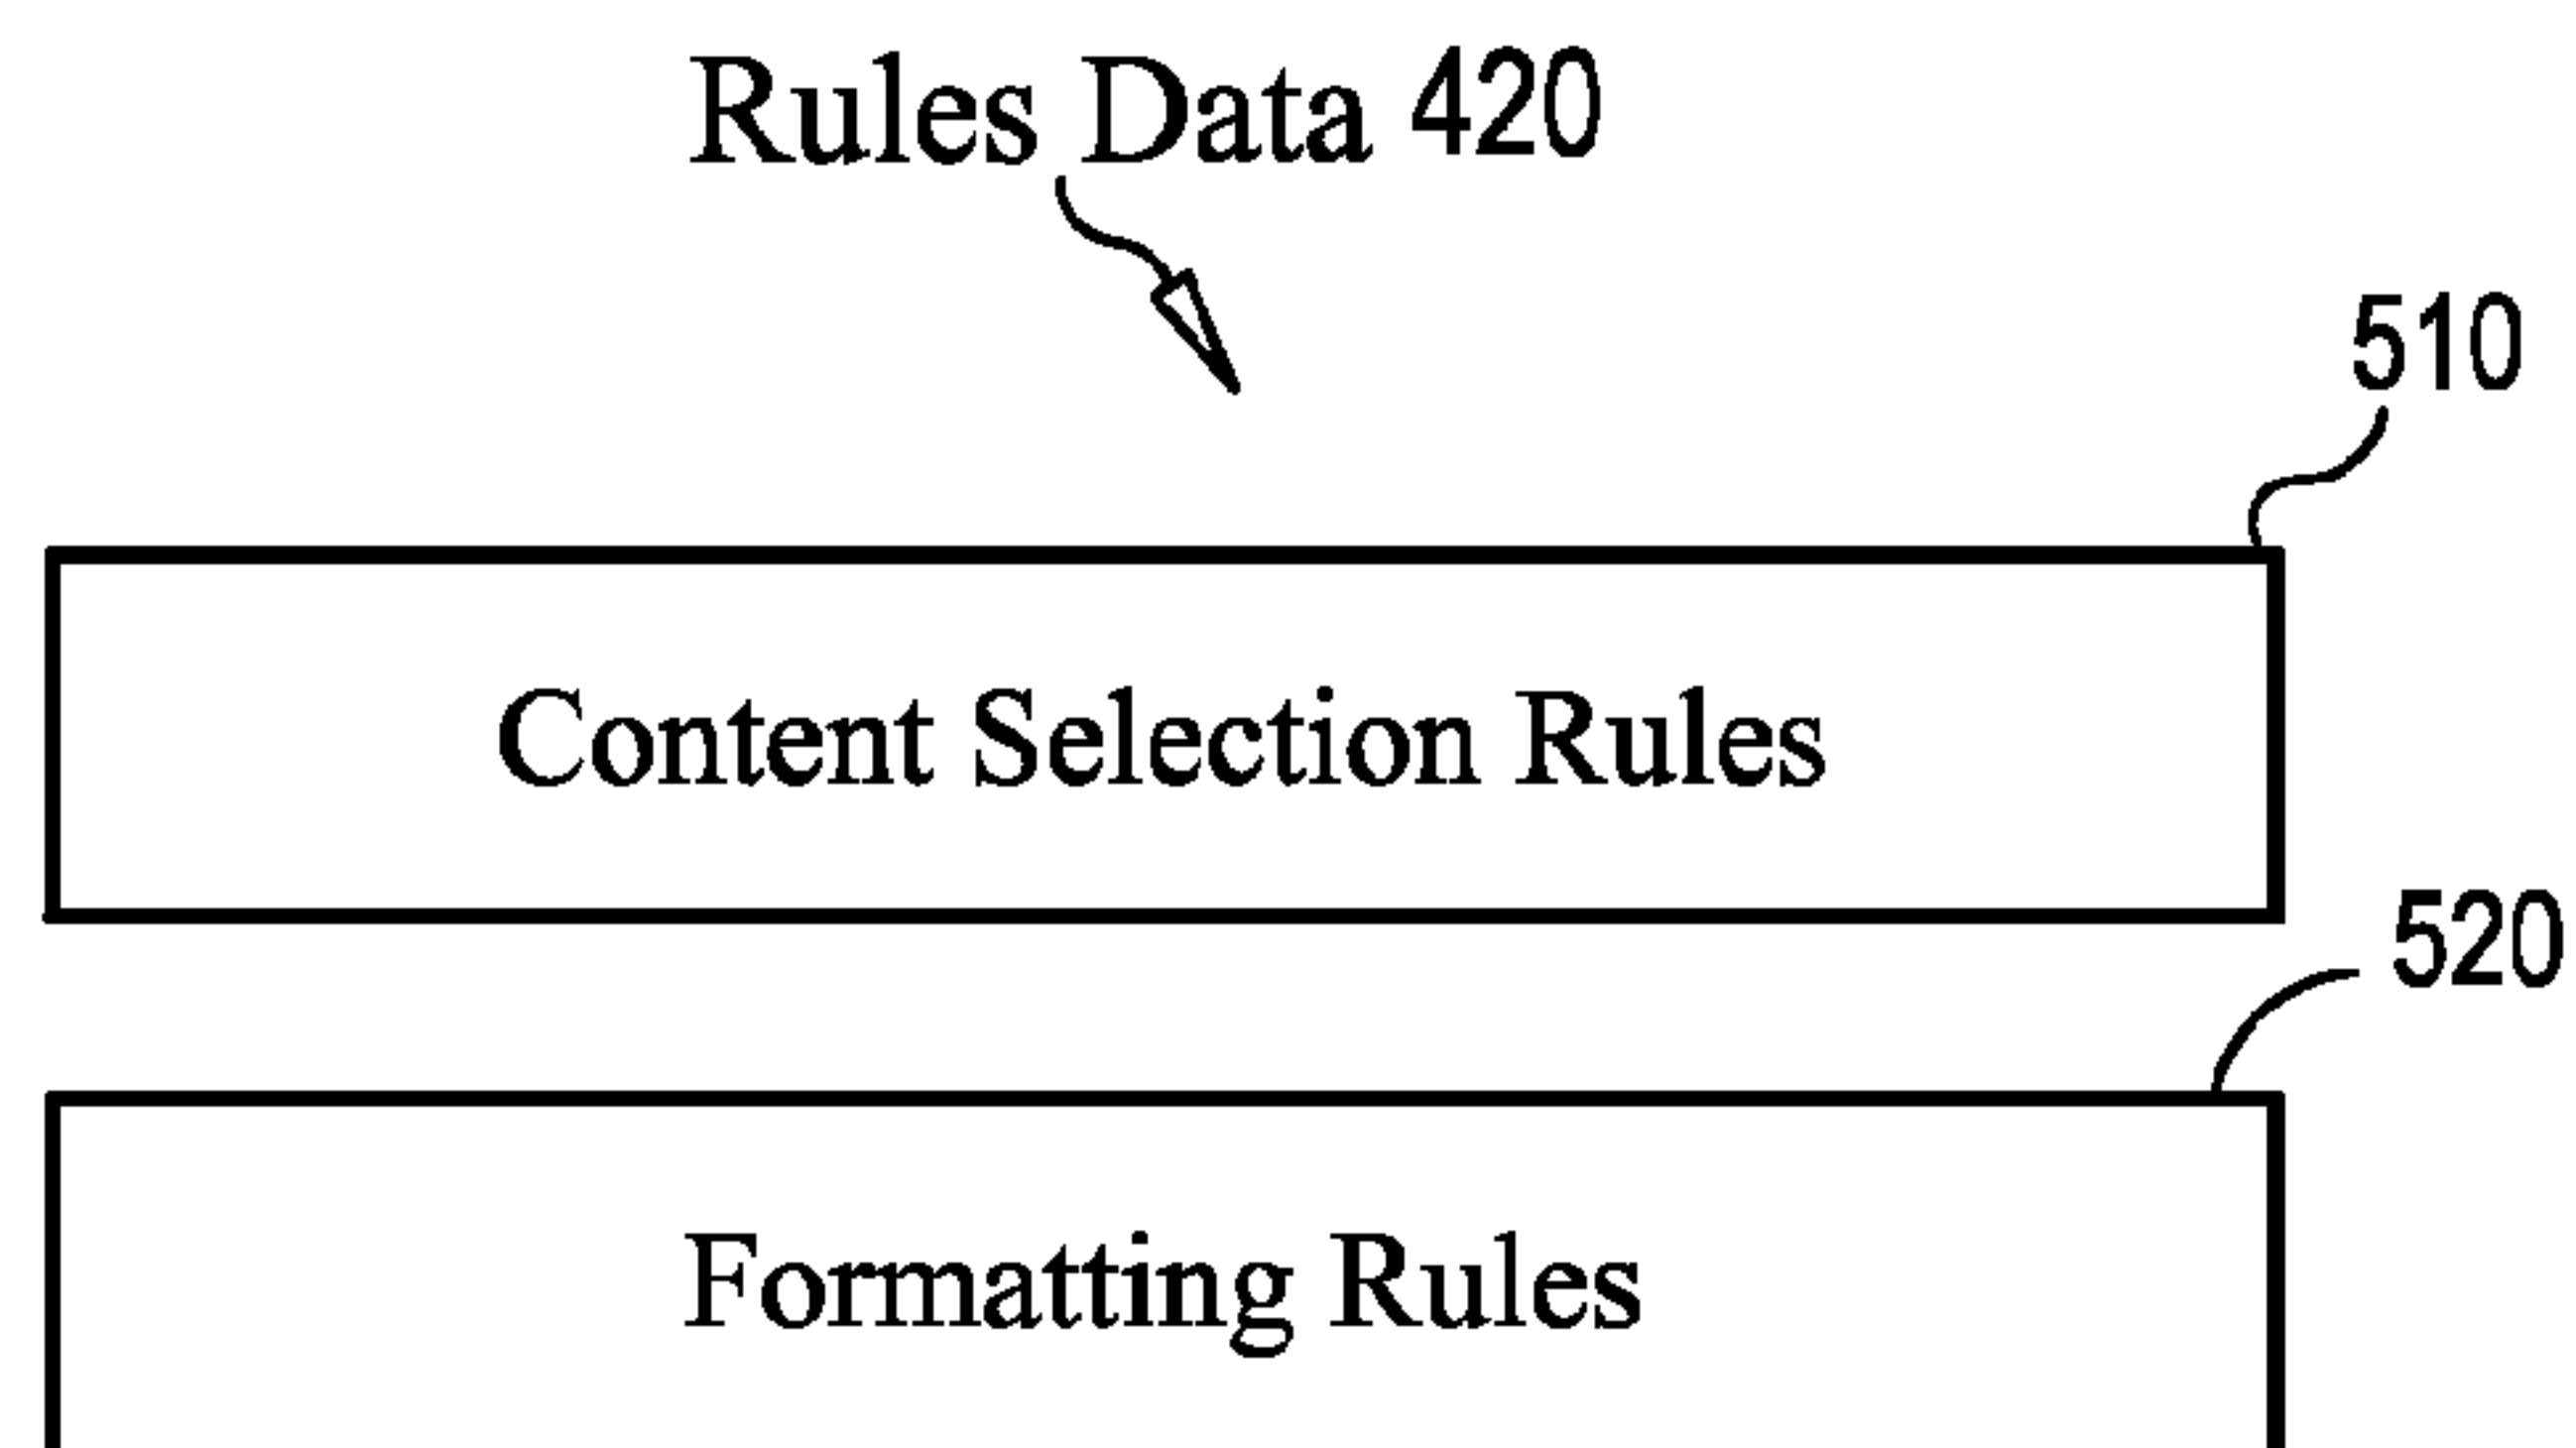 Rules Data 420
510
Content Selection Rules
520
Formatting Rules